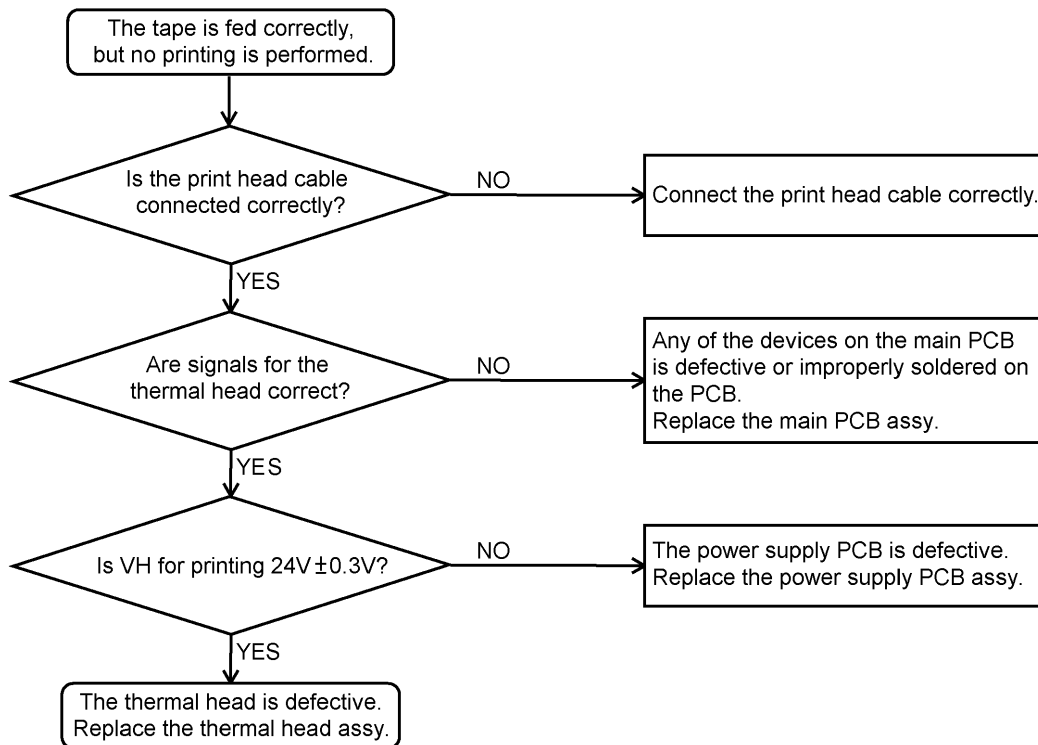 The tape is fed correctly,
but no printing is performed.
Is the print head cable
connected correctly?
NO
Connect the print head cable correctly.
YES
Are signals for the
thermal head correct?
NO
Any of the devices on the main PCB
is defective or improperly soldered on
the PCB.
Replace the main PCB assy.
YES
Is VH for printing 24V±0.3V?
NO
The power supply PCB is defective.
Replace the power supply PCB assy.
YES
The thermal head is defective.
Replace the thermal head assy.